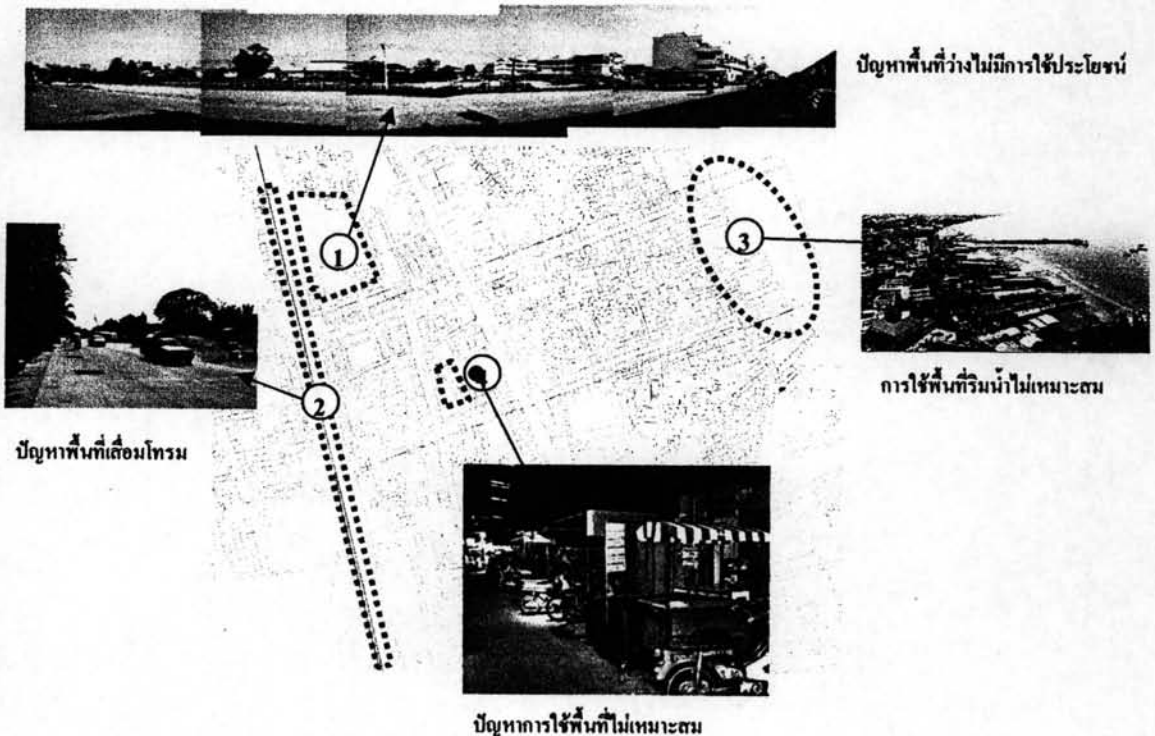 ปัญหาพื้นที่ว่างไม่มีการใช้ประโยชน์
1
3
2
การใช้พื้นที่ริมน้ำไม่เหมาะสม
ปัญหาพื้นที่เสื่อมโทรม
ปัญหาการใช้พื้นที่ไม่เหมาะสม